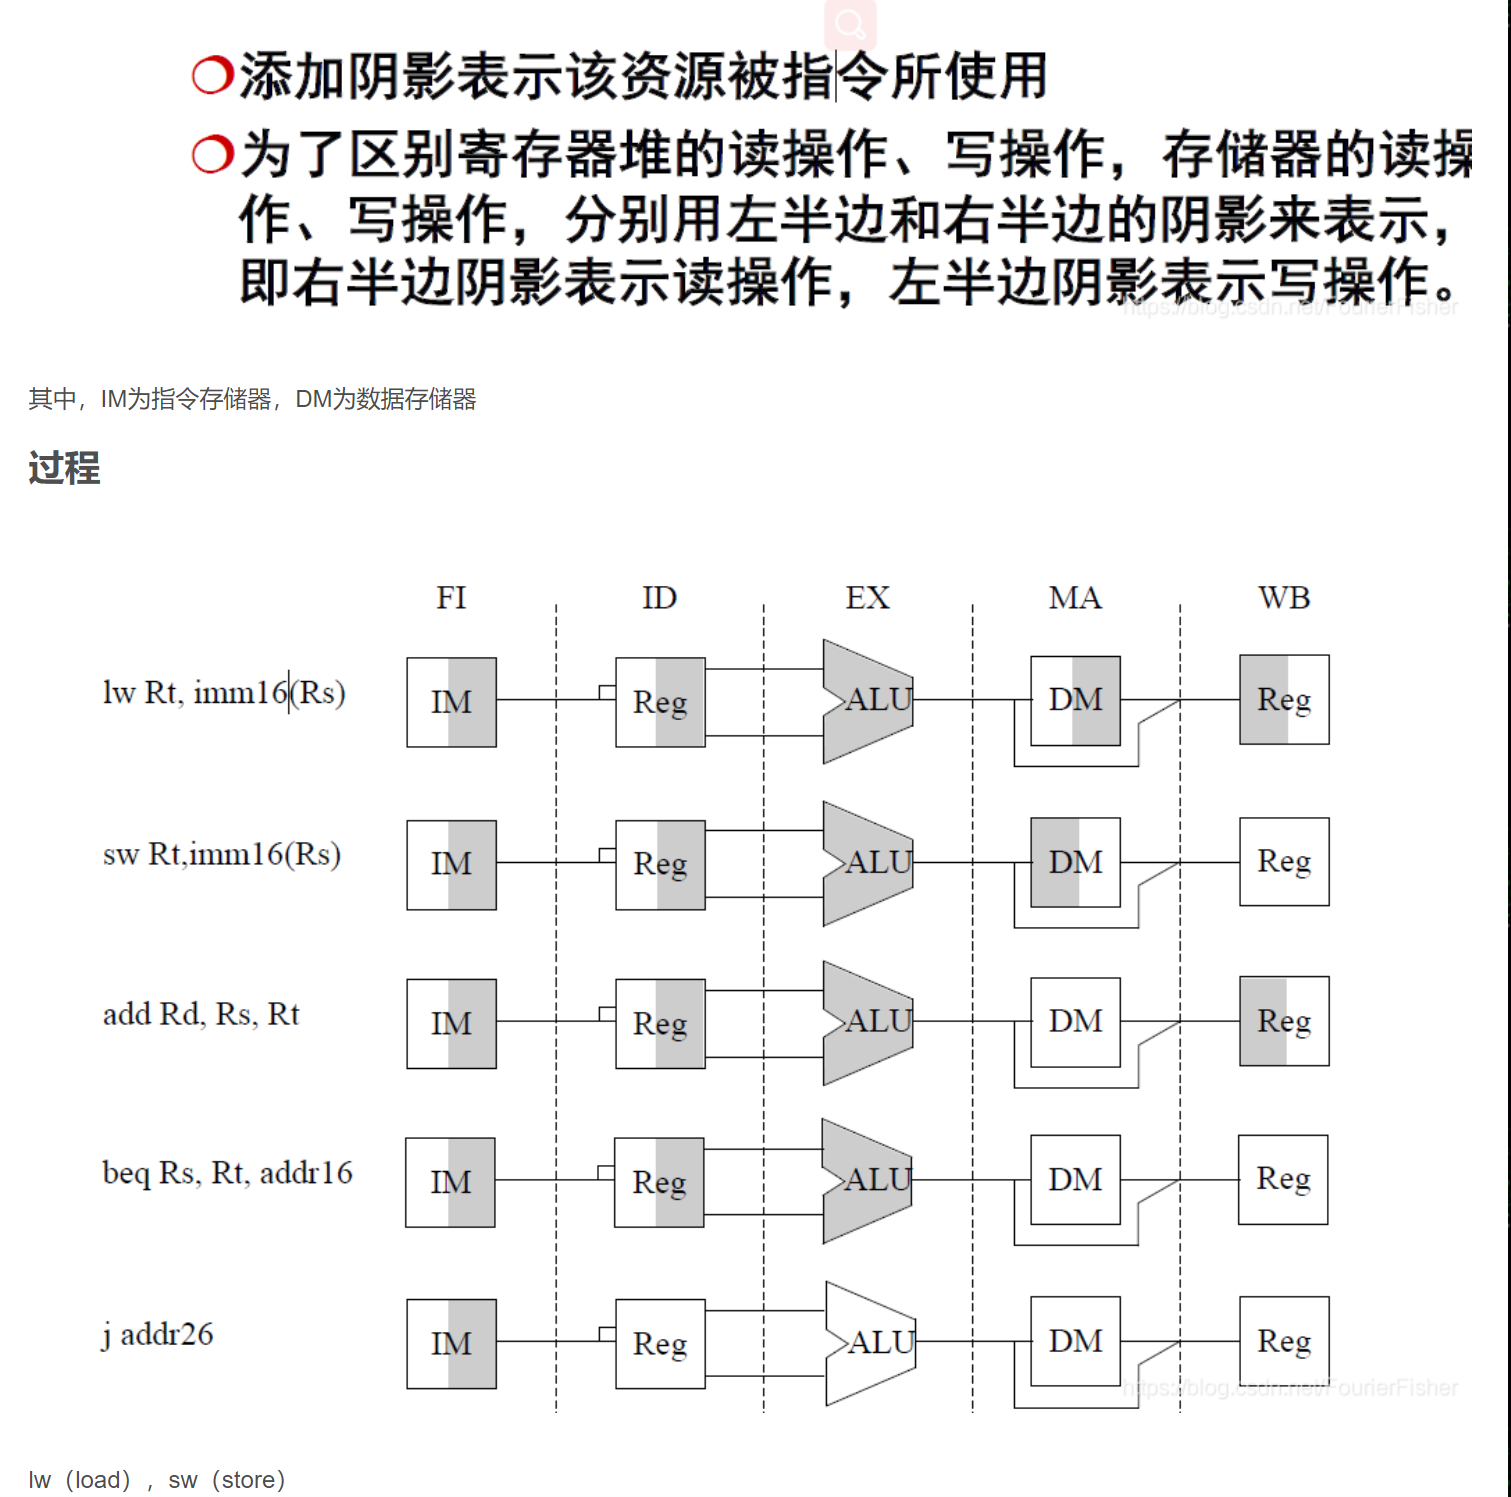 添加阴影表示该资源被指令所使用
为了区别寄存器堆的读操作、写操作，存储器的读操
作、写操作，分别用左半边和右半边的阴影来表示，
即右半边阴影表示读操作，左半边阴影表示写操作。
https://blog.csdn.net/FourierFisher
其中，IM为指令存储器，DM为数据存储器
过程
FI ID EX MA WB
lw Rt, imm16(Rs) IM Reg ALU DM Reg
sw Rt,imm16(Rs) IM Reg ALU DM Reg
add Rd, Rs, Rt IM Reg ALU DM Reg
beq Rs, Rt, addr16 IM Reg ALU DM Reg
j addr26 IM Reg ALU DM Reg
https://blog.csdn.net/FourierFisher
lw（load），sw（store）